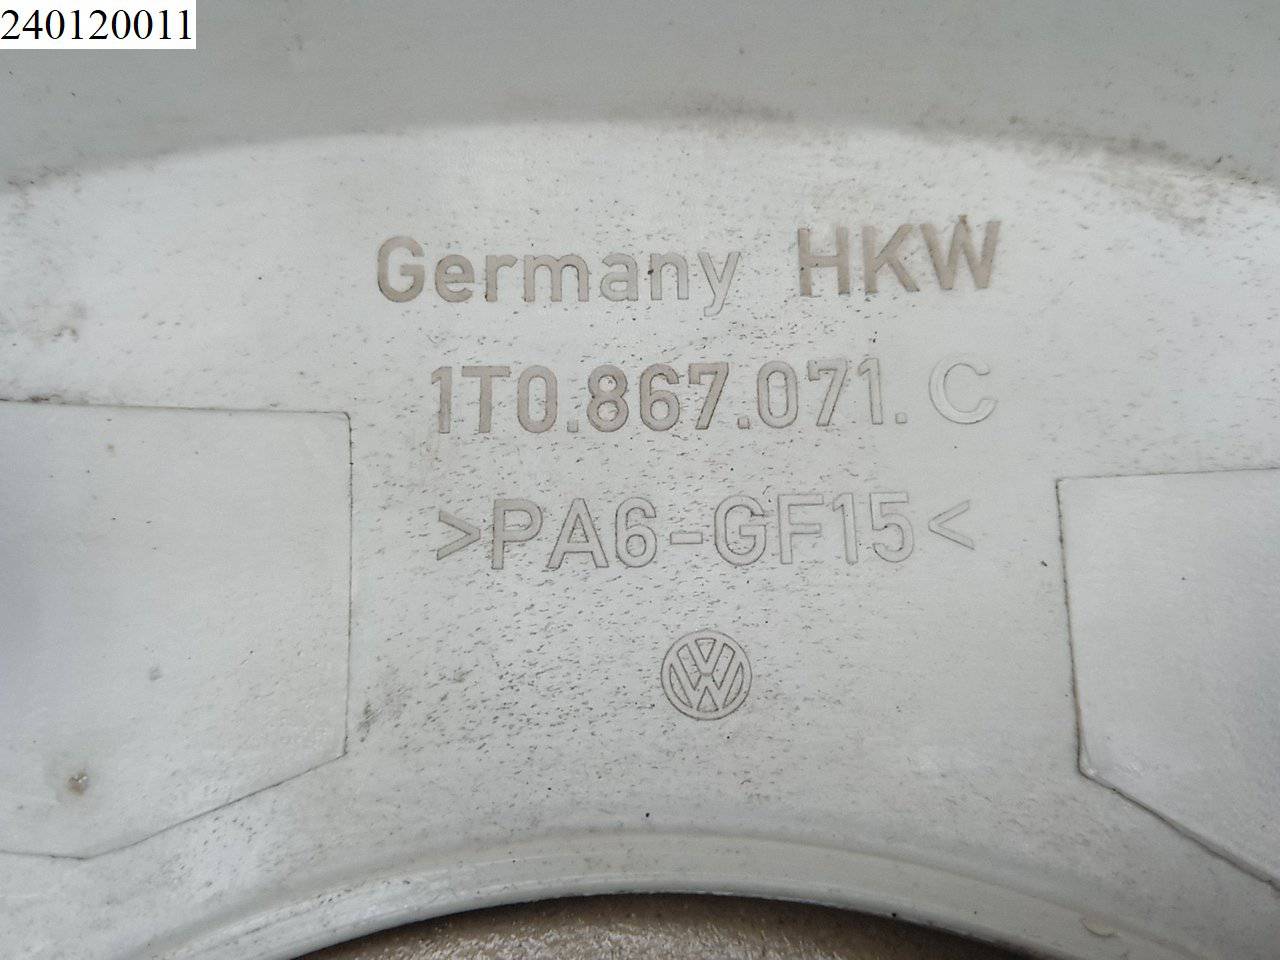 240120011
Germany HKW
1T0.867.071. C
>PA6-GF15<